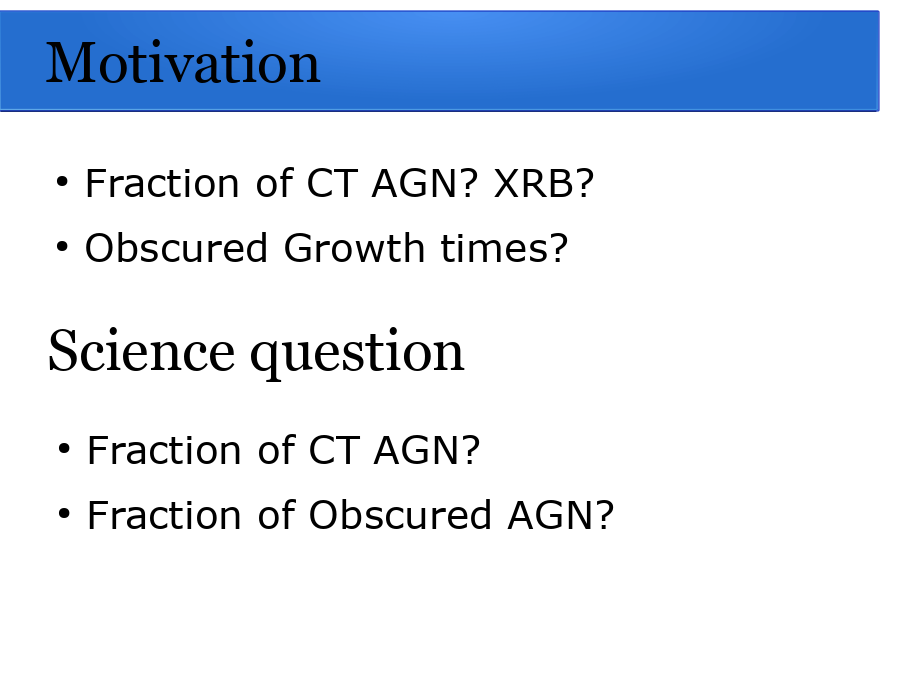 Motivation
• Fraction of CT AGN? XRB?
• Obscured Growth times?
Science question
• Fraction of CT AGN?
• Fraction of Obscured AGN?